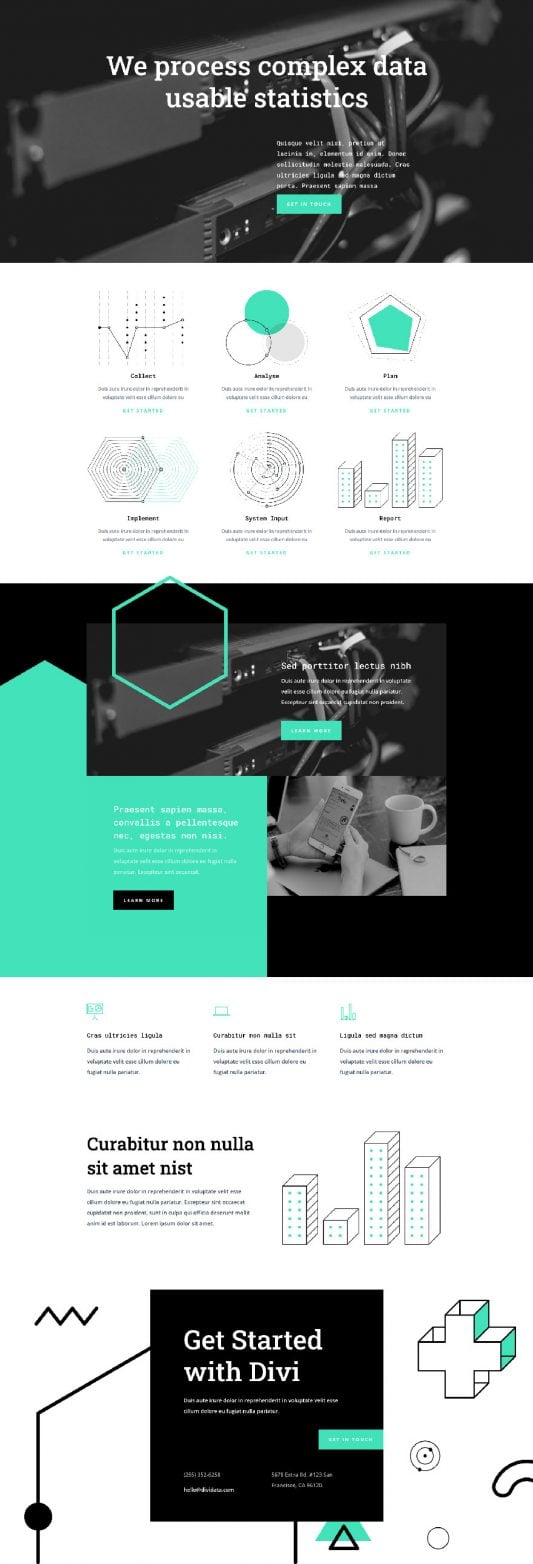 We process complex data
usable statistics
Quisque velit nisi, pretium ut
lacinia in, elementum id enim. Donec
sollicitudin molestie malesuada. Cras
ultricies ligula sed magna dictum
porta. Praesent sapien massa
GET IN TOUCH
Collect
Duis aute irure dolor in reprehenderit in
voluptate velit esse cillum dolore eu
GET STARTED
Analyse
Duis aute irure dolor in reprehenderit in
voluptate velit esse cillum dolore eu
GET STARTED
Plan
Duis aute irure dolor in reprehenderit in
voluptate velit esse cillum dolore eu
GET STARTED
Implement
Duis aute irure dolor in reprehenderit in
voluptate velit esse cillum dolore eu
GET STARTED
System Input
Duis aute irure dolor in reprehenderit in
voluptate velit esse cillum dolore eu
GET STARTED
Report
Duis aute irure dolor in reprehenderit in
voluptate velit esse cillum dolore eu
GET STARTED
Sed porttitor lectus nibh
Duis aute irure dolor in reprehenderit in voluptate
velit esse cillum dolore eu fugiat nulla pariatur.
Excepteur sint occaecat cupidatat non proident.
LEARN MORE
Praesent sapien massa,
convallis a pellentesque
nec, egestas non nisi.
Duis aute irure dolor in reprehenderit in
voluptate velit esse cillum dolore eu fugiat nulla
pariatur. Excepteur sint occaecat.
LEARN MORE
Cras ultricies ligula
Duis aute irure dolor in reprehenderit in
voluptate velit esse cillum dolore eu
fugiat nulla pariatur.
Curabitur non nulla sit
Duis aute irure dolor in reprehenderit in
voluptate velit esse cillum dolore eu
fugiat nulla pariatur.
Ligula sed magna dictum
Duis aute irure dolor in reprehenderit in
voluptate velit esse cillum dolore eu
fugiat nulla pariatur.
Curabitur non nulla
sit amet nist
Duis aute irure dolor in reprehenderit in voluptate velit esse
cillum dolore eu fugiat nulla pariatur. Excepteur sint occaecat
cupidatat non proident, sunt in culpa qui officia deserunt mollit
anim id est laborum. Lorem ipsum dolor sit amet.
Get Started
with Divi
Duis aute irure dolor in reprehenderit in voluptate velit esse
cillum dolore eu fugiat nulla pariatur.
GET IN TOUCH
(255) 352-6258
hello@dividata.com
5678 Extra Rd. #123 San
Francisco, CA 96120.